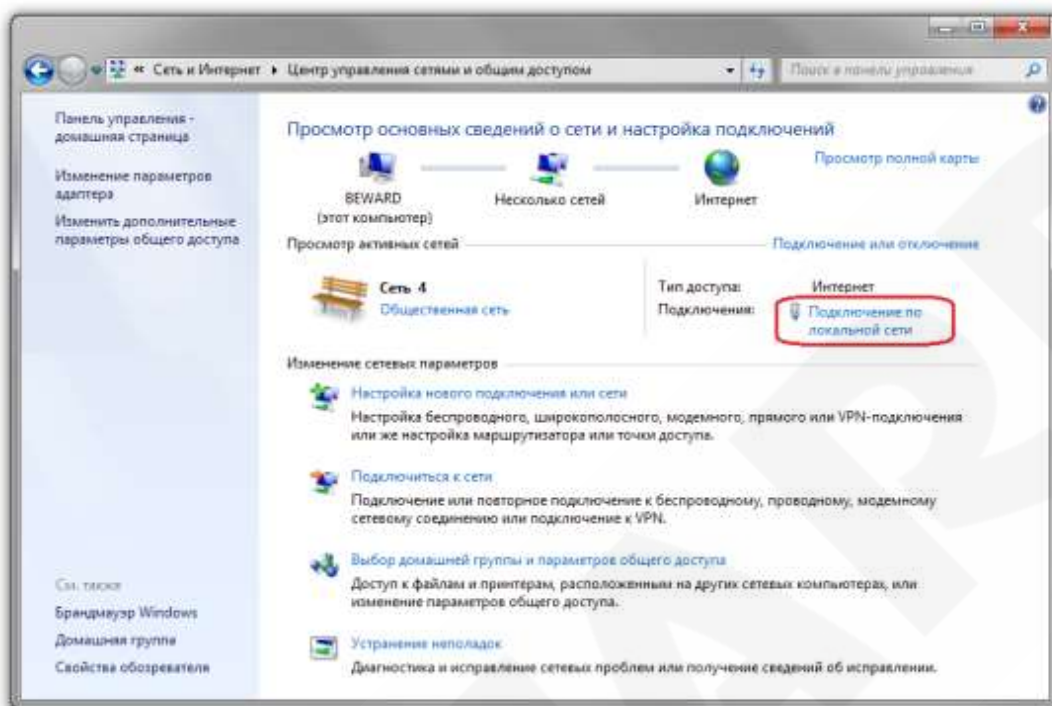 « Сеть и Интернет ▸ Центр управления сетями и общим доступом
Поиск в панели управления
Панель управления -
домашняя страница
Изменение параметров
адаптера
Изменить дополнительные
параметры общего доступа
См. также
Брандмауэр Windows
Домашняя группа
Свойства обозревателя
Просмотр основных сведений о сети и настройка подключений
BEWARD
(этот компьютер)
Несколько сетей
Интернет
Просмотр полной карты
Просмотр активных сетей
Подключение или отключение
Сеть 4
Общественная сеть
Тип доступа: Интернет
Подключения: Подключение по
локальной сети
Изменение сетевых параметров
Настройка нового подключения или сети
Настройка беспроводного, широкополосного, модемного, прямого или VPN-подключения
или же настройка маршрутизатора или точки доступа.
Подключиться к сети
Подключение или повторное подключение к беспроводному, проводному, модемному
сетевому соединению или подключение к VPN.
Выбор домашней группы и параметров общего доступа
Доступ к файлам и принтерам, расположенным на других сетевых компьютерах, или
изменение параметров общего доступа.
Устранение неполадок
Диагностика и исправление сетевых проблем или получение сведений об исправлении.